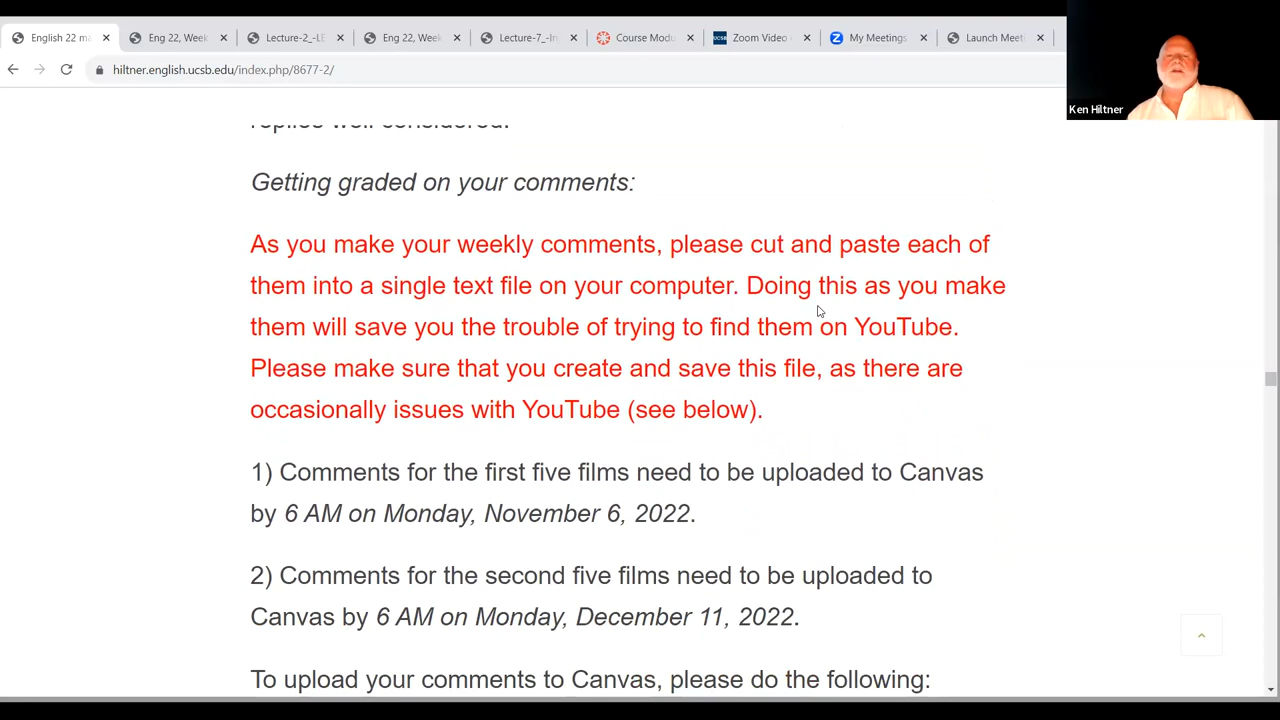 English 22 ma
Eng 22, Week
Lecture-2_-LE
Eng 22, Week
Lecture-7_-In
Course Modu
UCSB
Zoom Video
My Meetings
Launch Meeti
hiltner.english.ucsb.edu/index.php/8677-2/
Ken Hiltner
replies well considered.
Getting graded on your comments:
As you make your weekly comments, please cut and paste each of
them into a single text file on your computer. Doing this as you make
them will save you the trouble of trying to find them on YouTube.
Please make sure that you create and save this file, as there are
occasionally issues with YouTube (see below).
1) Comments for the first five films need to be uploaded to Canvas
by 6 AM on Monday, November 6, 2022.
2) Comments for the second five films need to be uploaded to
Canvas by 6 AM on Monday, December 11, 2022.
To upload your comments to Canvas, please do the following: